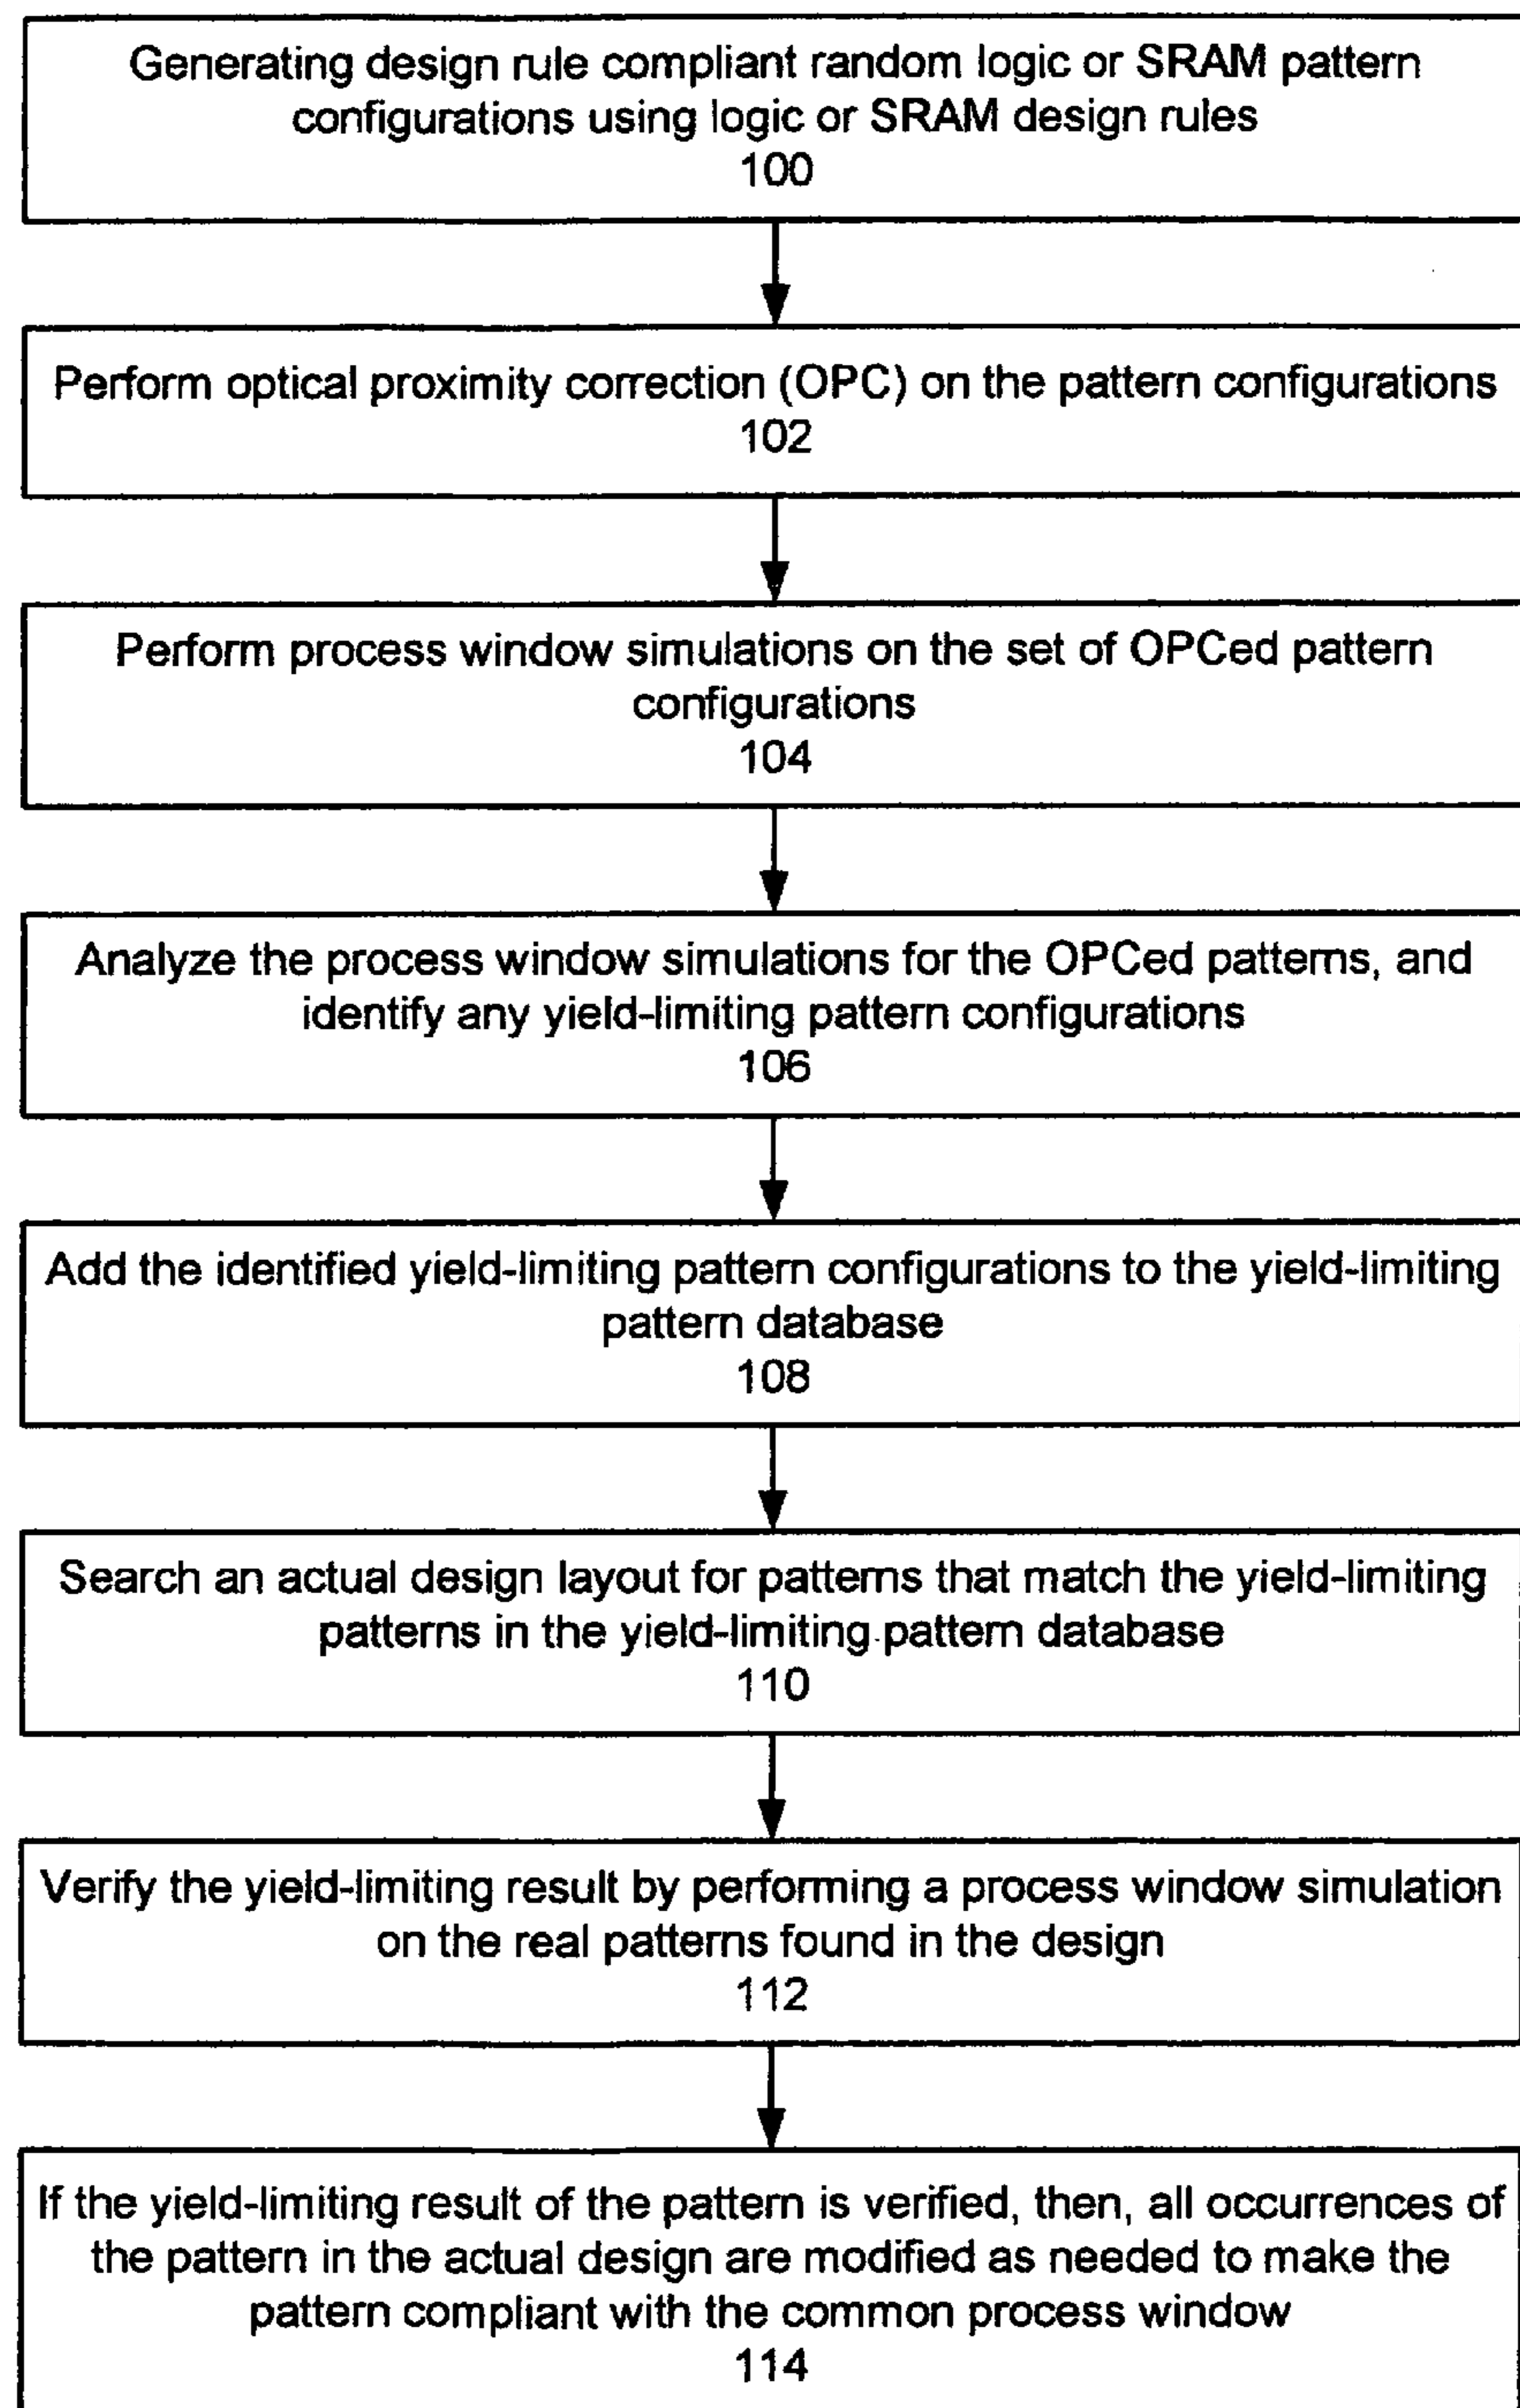 Generating design rule compliant random logic or SRAM pattern
configurations using logic or SRAM design rules
100
Perform optical proximity correction (OPC) on the pattern configurations
102
Perform process window simulations on the set of OPCed pattern
configurations
104
Analyze the process window simulations for the OPCed patterns, and
identify any yield-limiting pattern configurations
106
Add the identified yield-limiting pattern configurations to the yield-limiting
pattern database
108
Search an actual design layout for patterns that match the yield-limiting
patterns in the yield-limiting pattern database
110
Verify the yield-limiting result by performing a process window simulation
on the real patterns found in the design
112
If the yield-limiting result of the pattern is verified, then, all occurrences of
the pattern in the actual design are modified as needed to make the
pattern compliant with the common process window
114